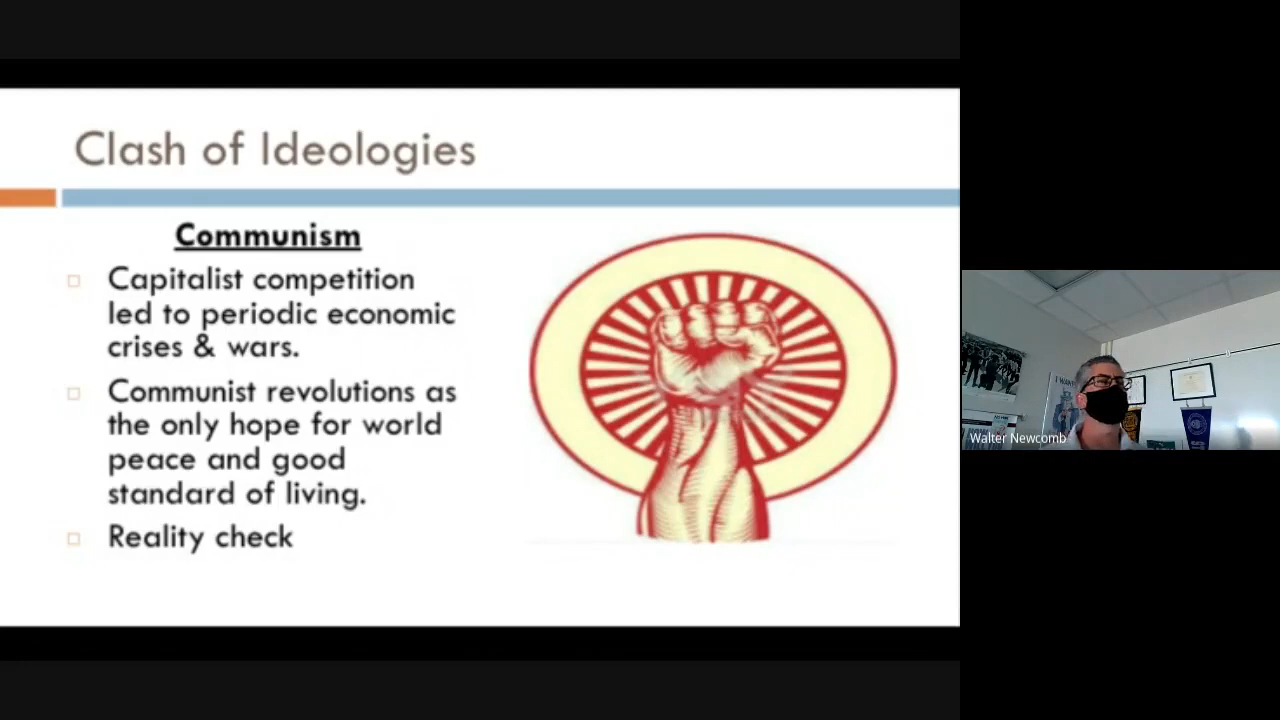 Clash of Ideologies
Communism
Capitalist competition
led to periodic economic
crises & wars.
Communist revolutions as
the only hope for world
peace and good
standard of living.
Reality check
I WANT
Walter Newcomb